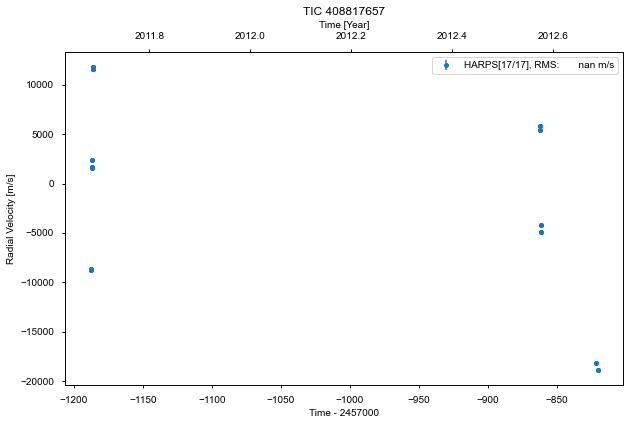 TIC 408817657
Time [Year]
2011.8 2012.0 2012.2 2012.4 2012.6
HARPS[17/17], RMS: nan m/s
10000
5000
0
−5000
−10000
−15000
−20000
Radial Velocity [m/s]
−1200 −1150 −1100 −1050 −1000 −950 −900 −850
Time - 2457000